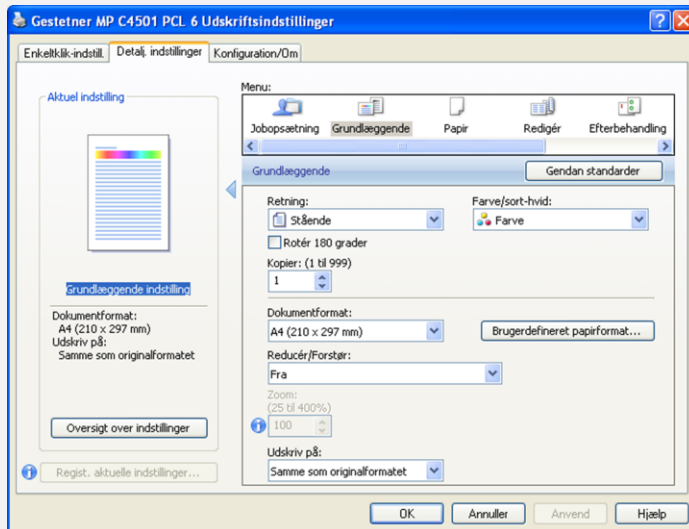 Gestetner MP C4501 PCL 6 Udskriftsindstillinger
Enkeltklik-indstill.
Detalj. indstillinger
Konfiguration/Om
Aktuel indstilling
Grundlæggende indstilling
Dokumentformat:
A4 (210 x 297 mm)
Udskriv på:
Samme som originalformatet
Oversigt over indstillinger
Regist. aktuelle indstillinger...
Menu:
Jobopsætning
Grundlæggende
Papir
Redigér
Efterbehandling
Grundlæggende
Gendan standarder
Retning:
Stående
Rotér 180 grader
Kopier: (1 til 999)
1
Farve/sort-hvid:
Farve
Dokumentformat:
A4 (210 x 297 mm)
Brugerdefineret papirformat...
Reducér/Forstør:
Fra
Zoom:
(25 til 400%)
100
Udskriv på:
Samme som originalformatet
OK
Annuller
Anvend
Hjælp